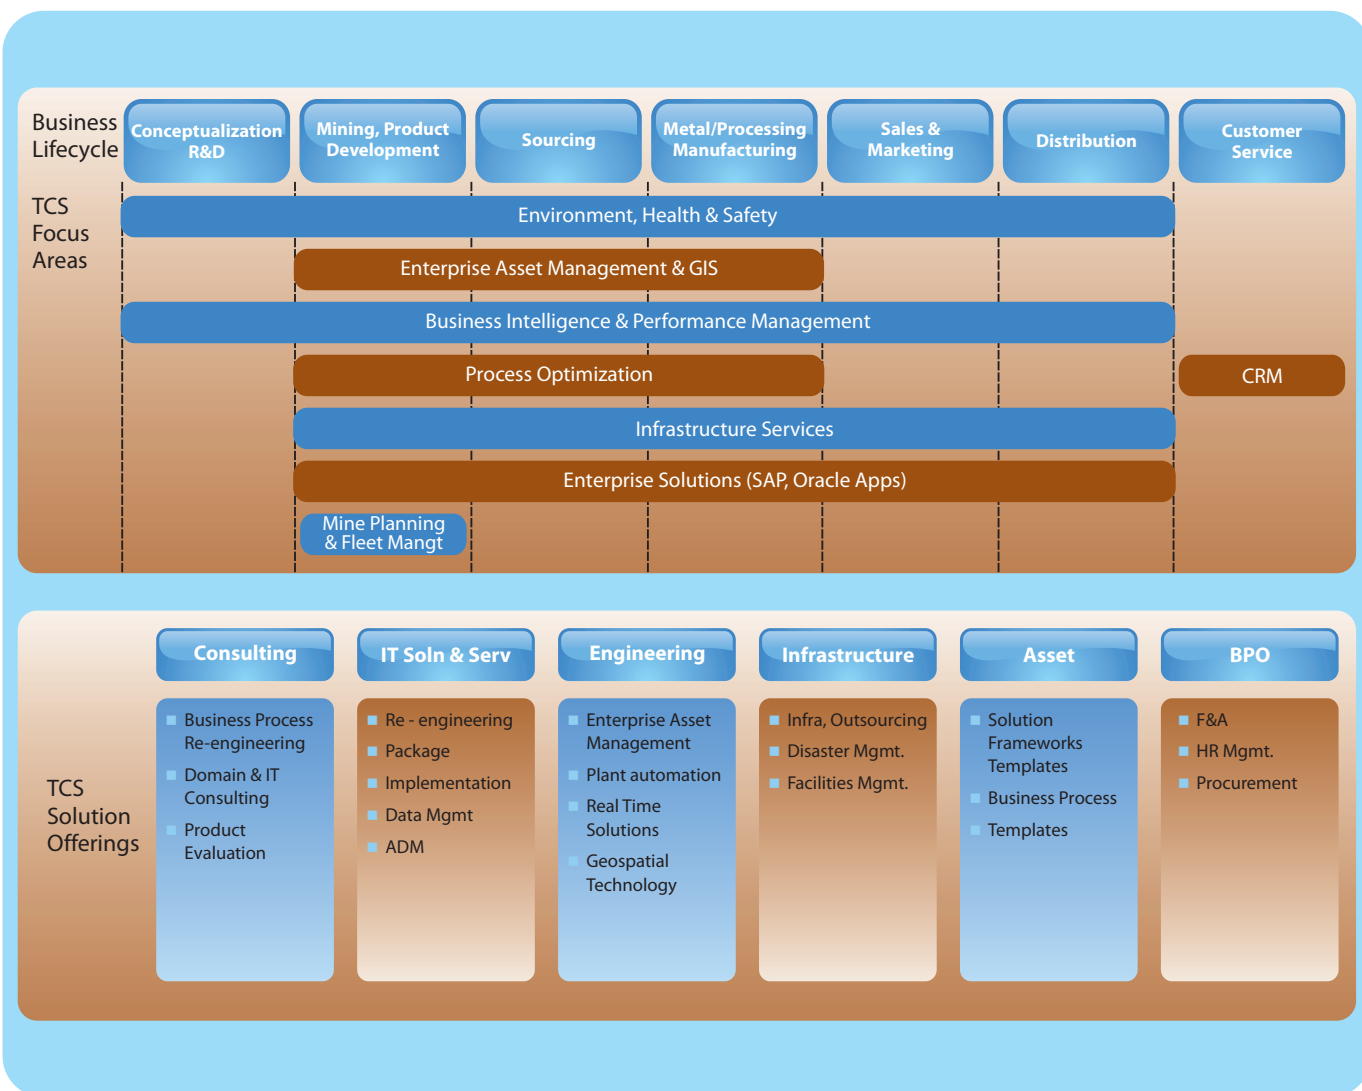 Business
Lifecycle
Conceptualization
R&D
Mining, Product
Development
Sourcing
Metal/Processing
Manufacturing
Sales &
Marketing
Distribution
Customer
Service
TCS
Focus
Areas
Environment, Health & Safety
Enterprise Asset Management & GIS
Business Intelligence & Performance Management
Process Optimization
CRM
Infrastructure Services
Enterprise Solutions (SAP, Oracle Apps)
Mine Planning
& Fleet Mangt
TCS
Solution
Offerings
Consulting
Business Process
Re-engineering
Domain & IT
Consulting
Product
Evaluation
IT Soln & Serv
Re - engineering
Package
Implementation
Data Mgmt
ADM
Engineering
Enterprise Asset
Management
Plant automation
Real Time
Solutions
Geospatial
Technology
Infrastructure
Infra, Outsourcing
Disaster Mgmt.
Facilities Mgmt.
Asset
Solution
Frameworks
Templates
Business Process
Templates
BPO
F&A
HR Mgmt.
Procurement